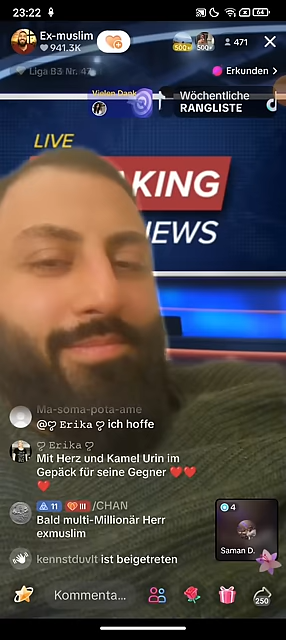 23:22
64
Ex-muslim
941.3K
500+
500+
471
Liga B3 Nr. 47
Erkunden >
Vielen Dank
Wöchentliche
RANGLISTE
LIVE
KING
NEWS
Ma-soma-pota-ame
@ღ Erika ღ ich hoffe
ღ Erika ღ
Mit Herz und Kamel Urin im
Gepäck für seine Gegner ❤️❤️
❤️
11 III /CHAN
Bald multi-Millionär Herr
exmuslim
4
Saman D.
kennstduvlt ist beigetreten
Kommenta...
250